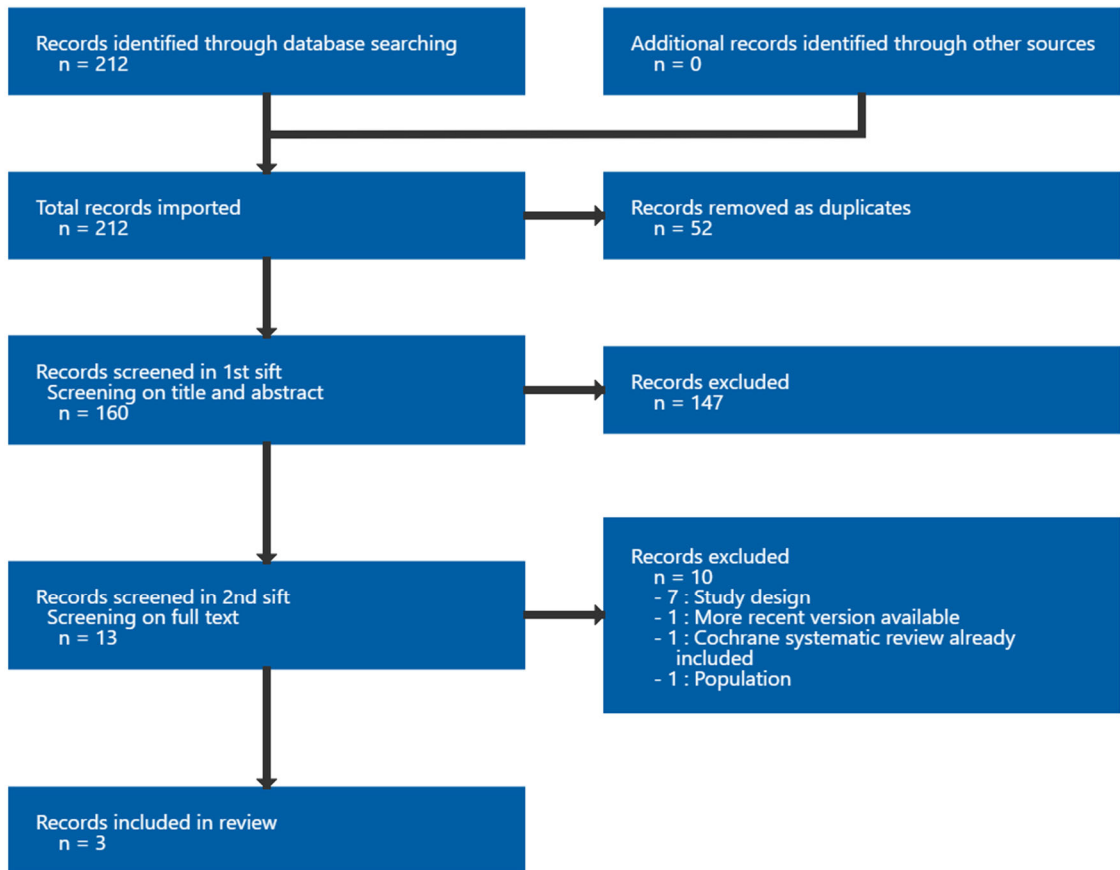 Records identified through database searching
n = 212
Additional records identified through other sources
n = 0
Total records imported
n = 212
Records removed as duplicates
n = 52
Records screened in 1st sift
Screening on title and abstract
n = 160
Records excluded
n = 147
Records screened in 2nd sift
Screening on full text
n = 13
Records excluded
n = 10
- 7 : Study design
- 1 : More recent version available
- 1 : Cochrane systematic review already
included
- 1 : Population
Records included in review
n = 3